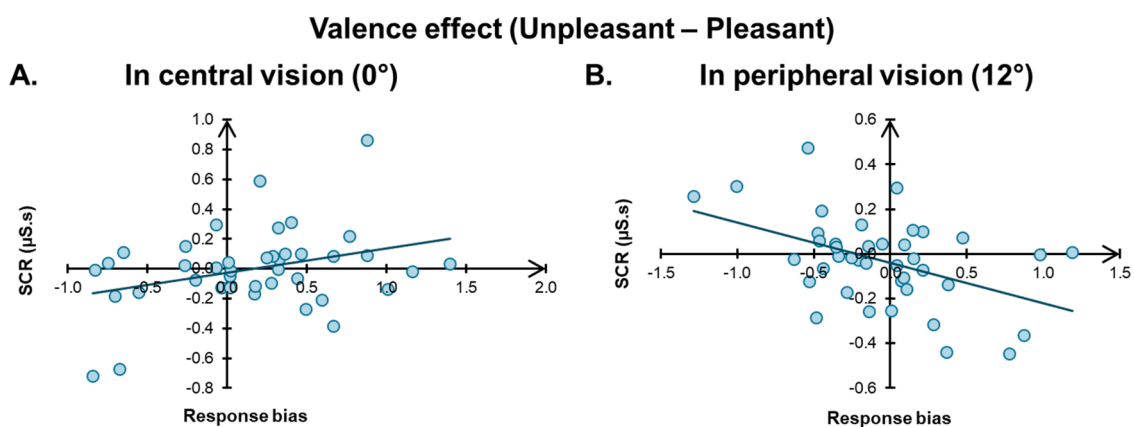 Valence effect (Unpleasant – Pleasant)
A. In central vision (0°)
B. In peripheral vision (12°)
1.0
0.8
0.6
0.4
0.2
0.0
-0.2
-0.4
-0.6
-0.8
-1.0 -0.5 0.0 0.5 1.0 1.5 2.0
SCR (µS.s)
Response bias
0.6
0.4
0.2
0
-0.2
-0.4
-0.6
-1.5 -1.0 -0.5 0.0 0.5 1.0 1.5
SCR (µS.s)
Response bias